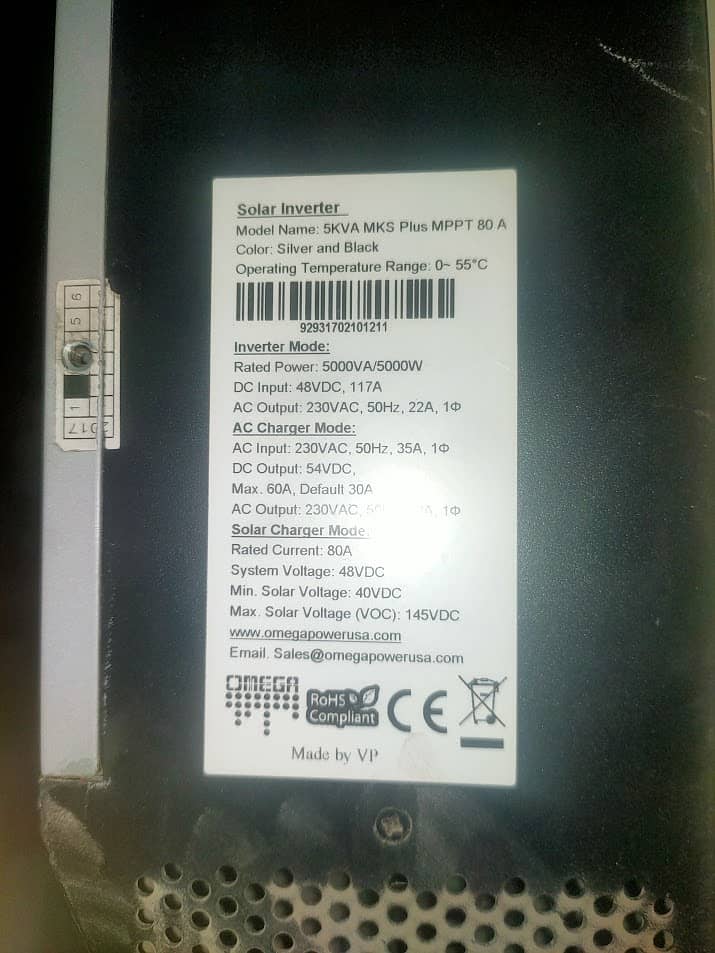 Solar Inverter
Model Name: 5KVA MKS Plus MPPT 80 A
Color: Silver and Black
Operating Temperature Range: 0~ 55°C
92931702101211
Inverter Mode:
Rated Power: 5000VA/5000W
DC Input: 48VDC, 117A
AC Output: 230VAC, 50Hz, 22A, 1Φ
AC Charger Mode:
AC Input: 230VAC, 50Hz, 35A, 1Φ
DC Output: 54VDC,
Max. 60A, Default 30A
AC Output: 230VAC, 1Φ
Solar Charger Mode:
Rated Current: 80A
System Voltage: 48VDC
Min. Solar Voltage: 40VDC
Max. Solar Voltage (VOC): 145VDC
www.omegapowerusa.com
Email. Sales@omegapowerusa.com
OMEGA
RoHS
Compliant
CE
Made by VP
2017
1
5
6